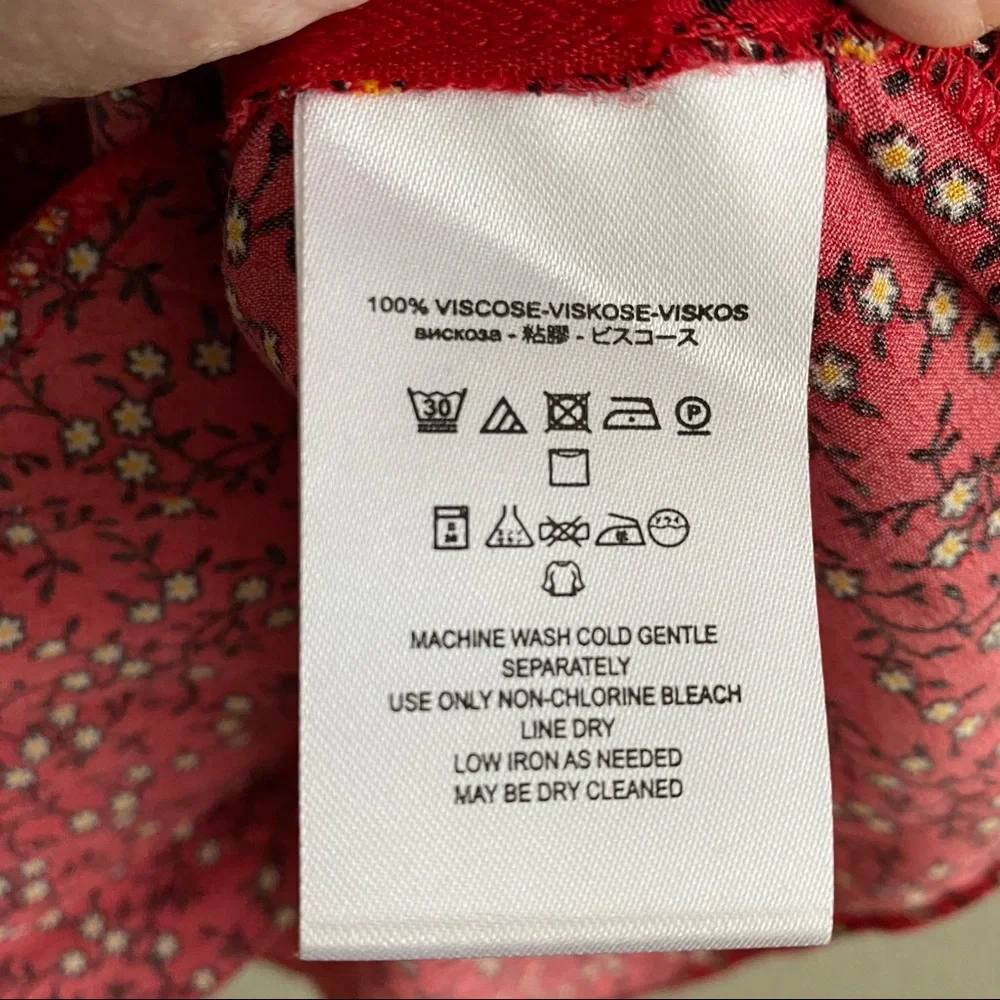 100% VISCOSE-VISKOSE-VISKOS
вискоза - 粘膠 - ビスコース
30
P
MACHINE WASH COLD GENTLE
SEPARATELY
USE ONLY NON-CHLORINE BLEACH
LINE DRY
LOW IRON AS NEEDED
MAY BE DRY CLEANED